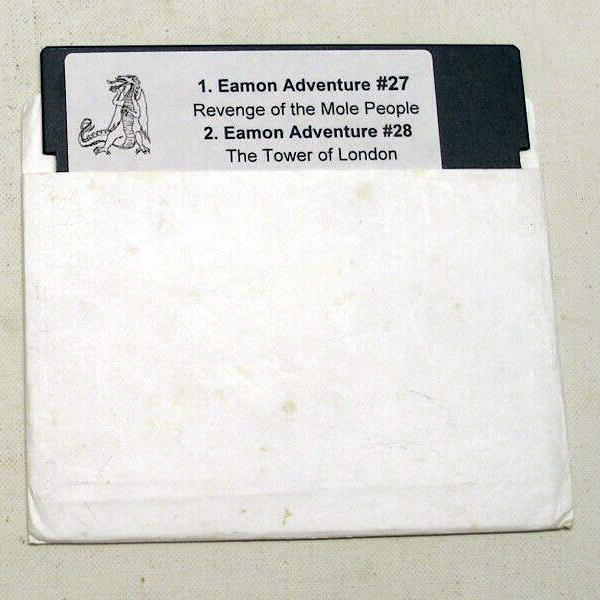 1. Eamon Adventure #27
Revenge of the Mole People
2. Eamon Adventure #28
The Tower of London